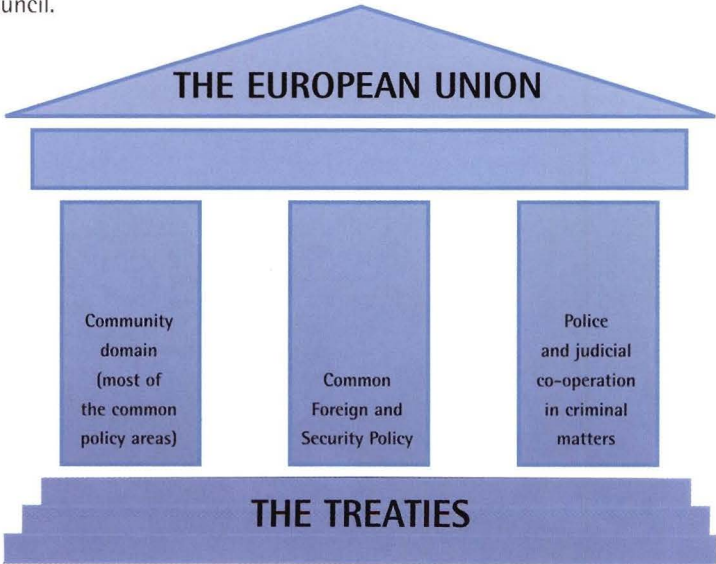 THE EUROPEAN UNION
Community
domain
(most of
the common
policy areas)
Common
Foreign and
Security Policy
Police
and judicial
co-operation
in criminal
matters
THE TREATIES